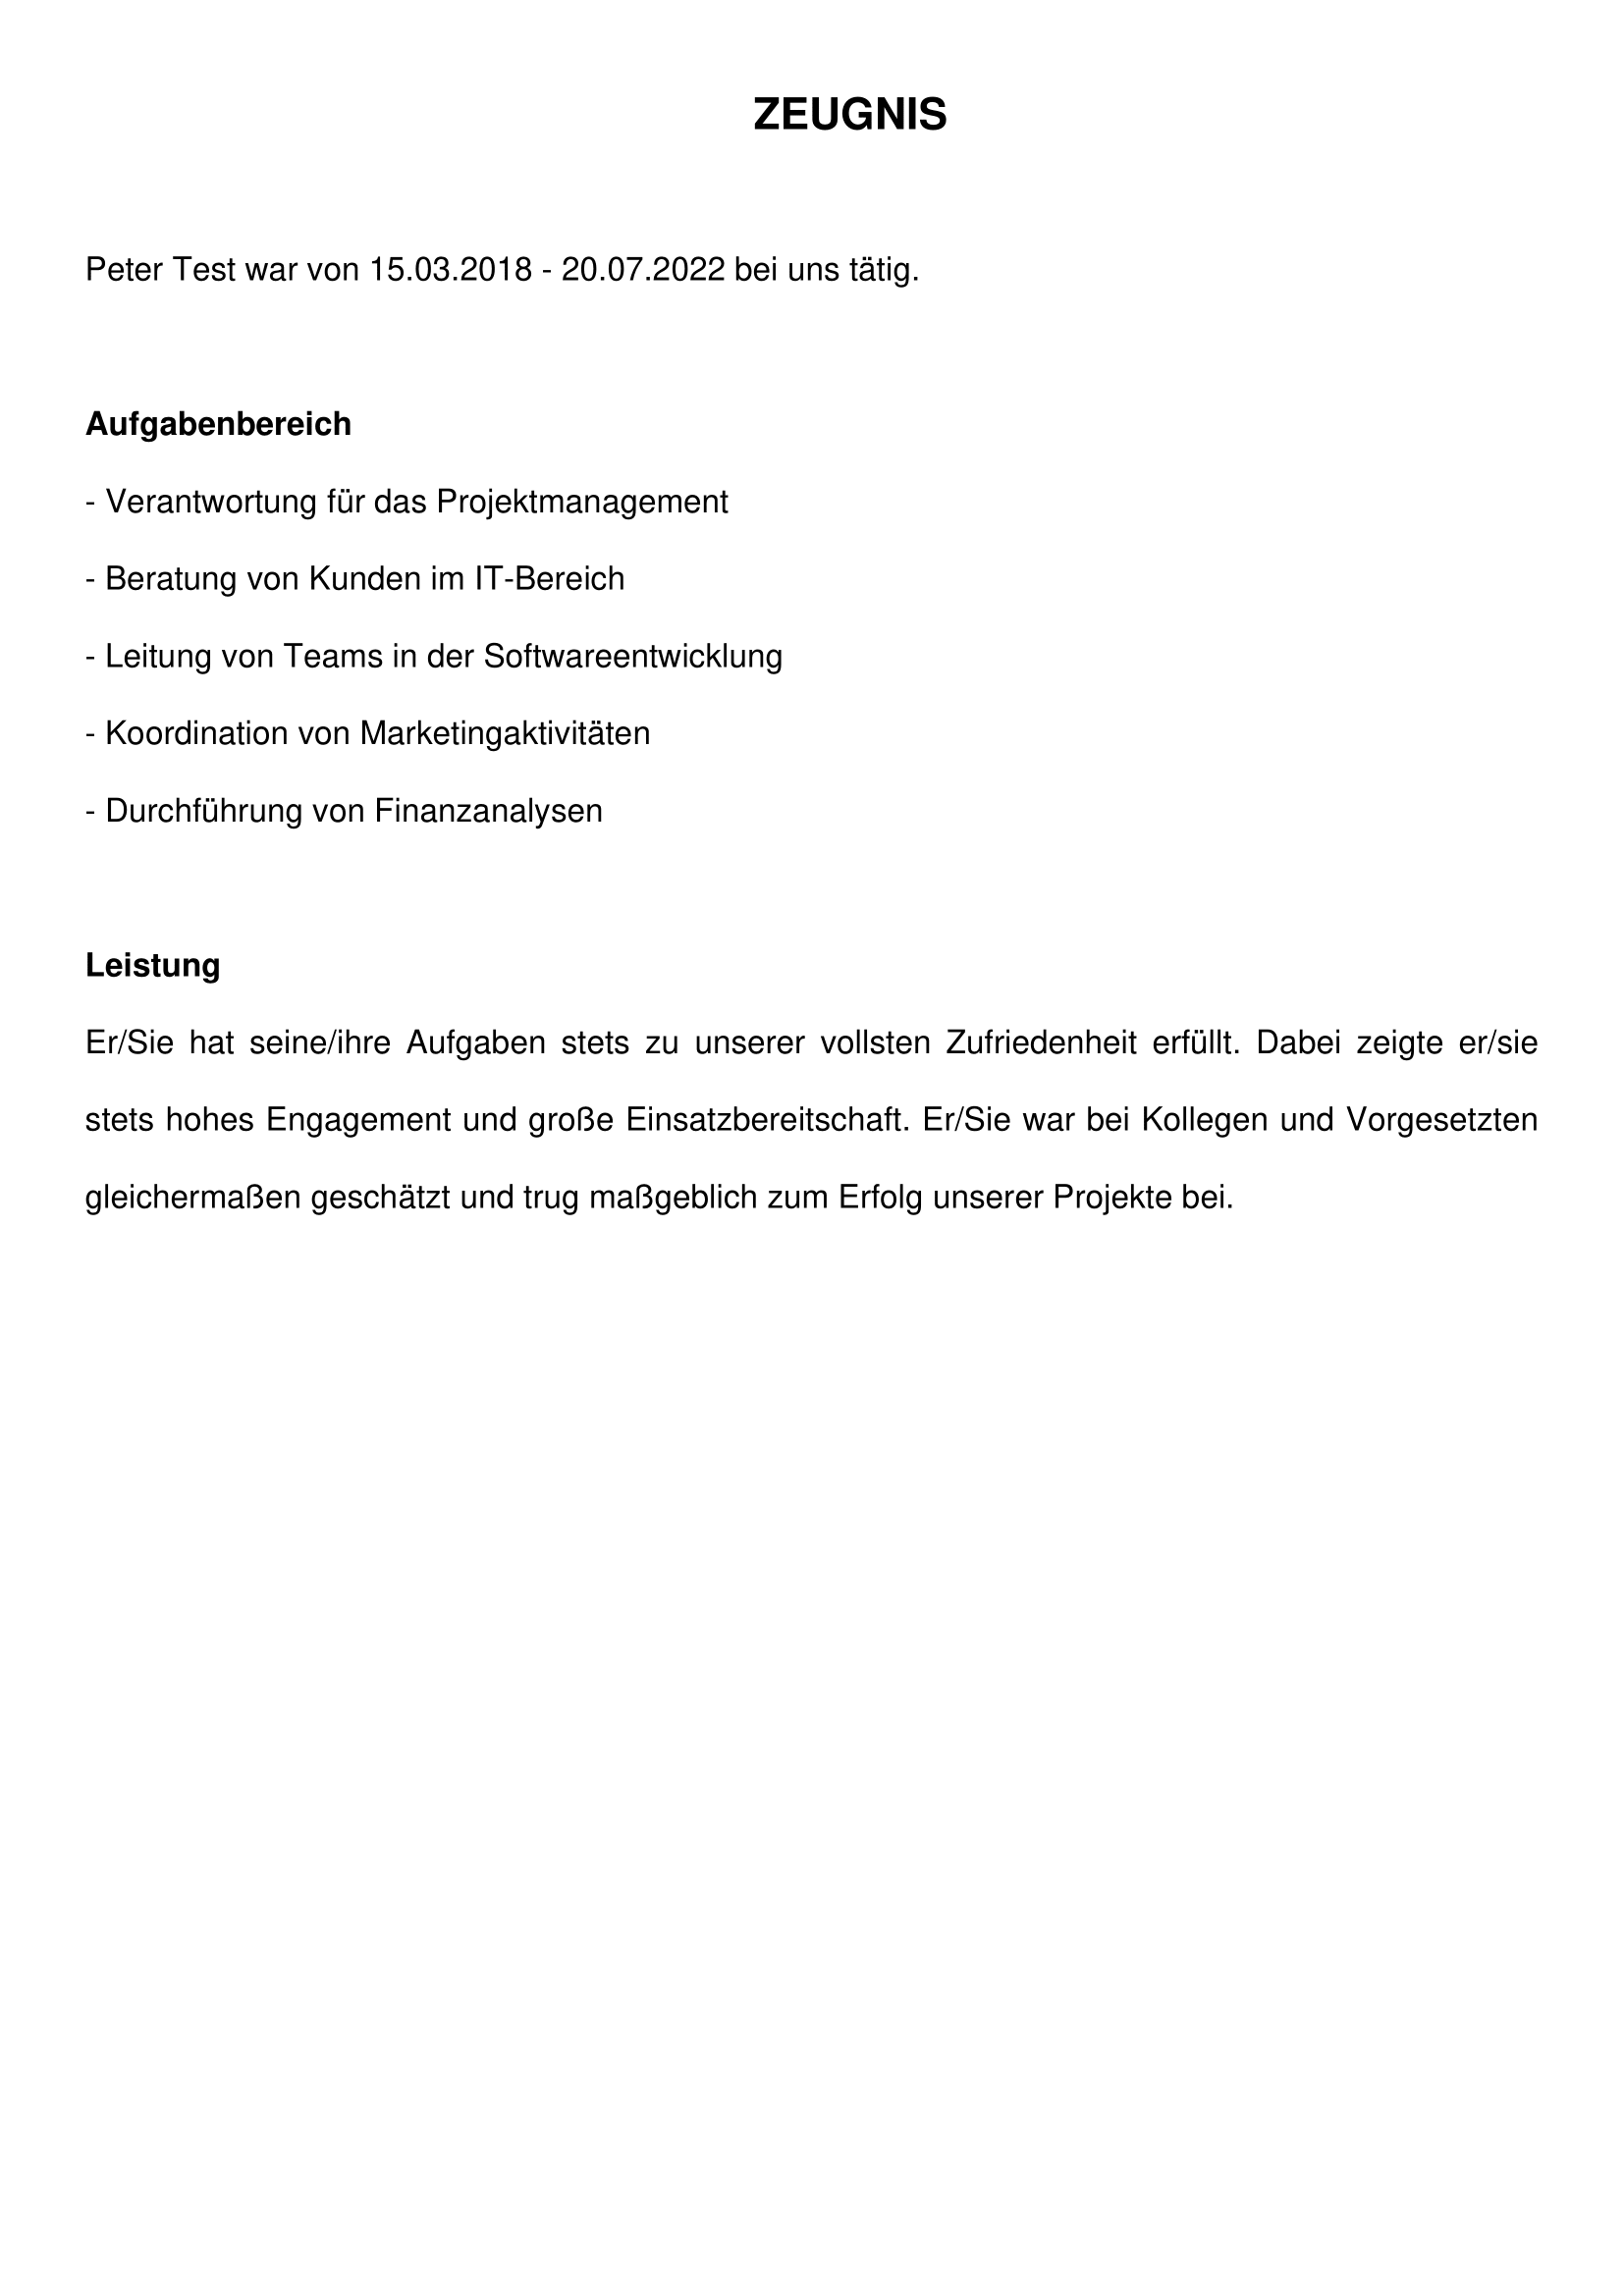 ZEUGNIS
Peter Test war von 15.03.2018 - 20.07.2022 bei uns tätig.
Aufgabenbereich
- Verantwortung für das Projektmanagement
- Beratung von Kunden im IT-Bereich
- Leitung von Teams in der Softwareentwicklung
- Koordination von Marketingaktivitäten
- Durchführung von Finanzanalysen
Leistung
Er/Sie hat seine/ihre Aufgaben stets zu unserer vollsten Zufriedenheit erfüllt. Dabei zeigte er/sie
stets hohes Engagement und große Einsatzbereitschaft. Er/Sie war bei Kollegen und Vorgesetzten
gleichermaßen geschätzt und trug maßgeblich zum Erfolg unserer Projekte bei.